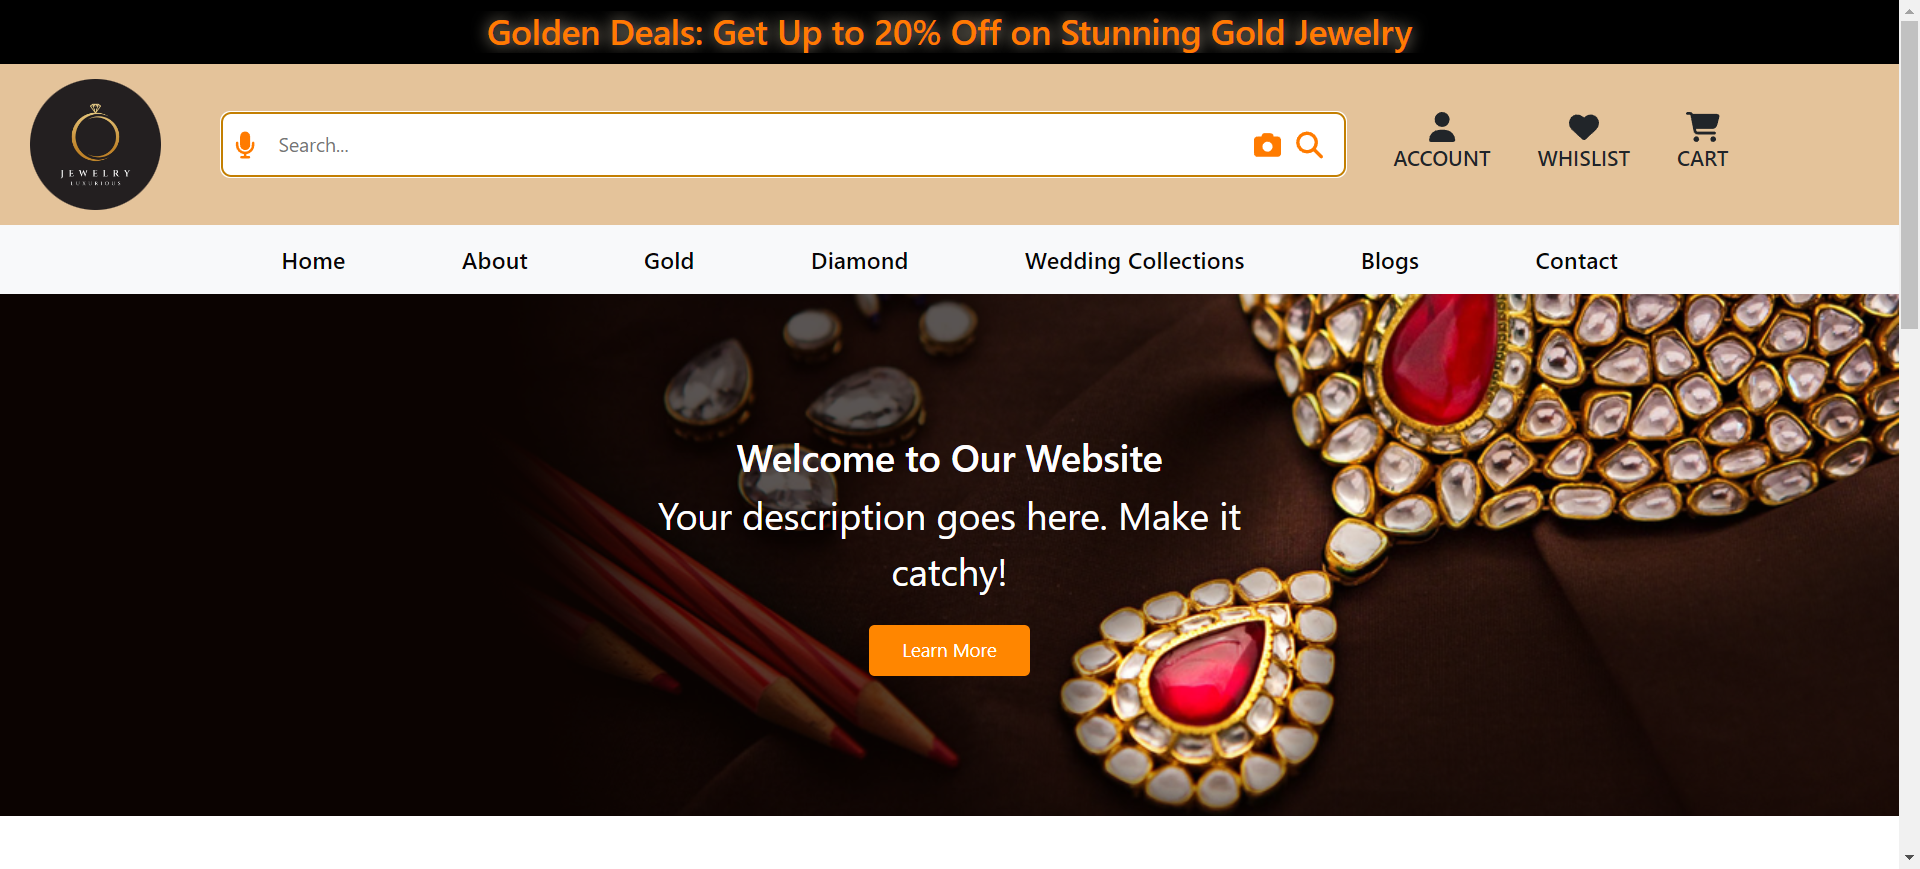 Golden Deals: Get Up to 20% Off on Stunning Gold Jewelry
JEWELRY
LUXURIOUS
Search...
ACCOUNT
WHISLIST
CART
Home
About
Gold
Diamond
Wedding Collections
Blogs
Contact
Welcome to Our Website
Your description goes here. Make it
catchy!
Learn More